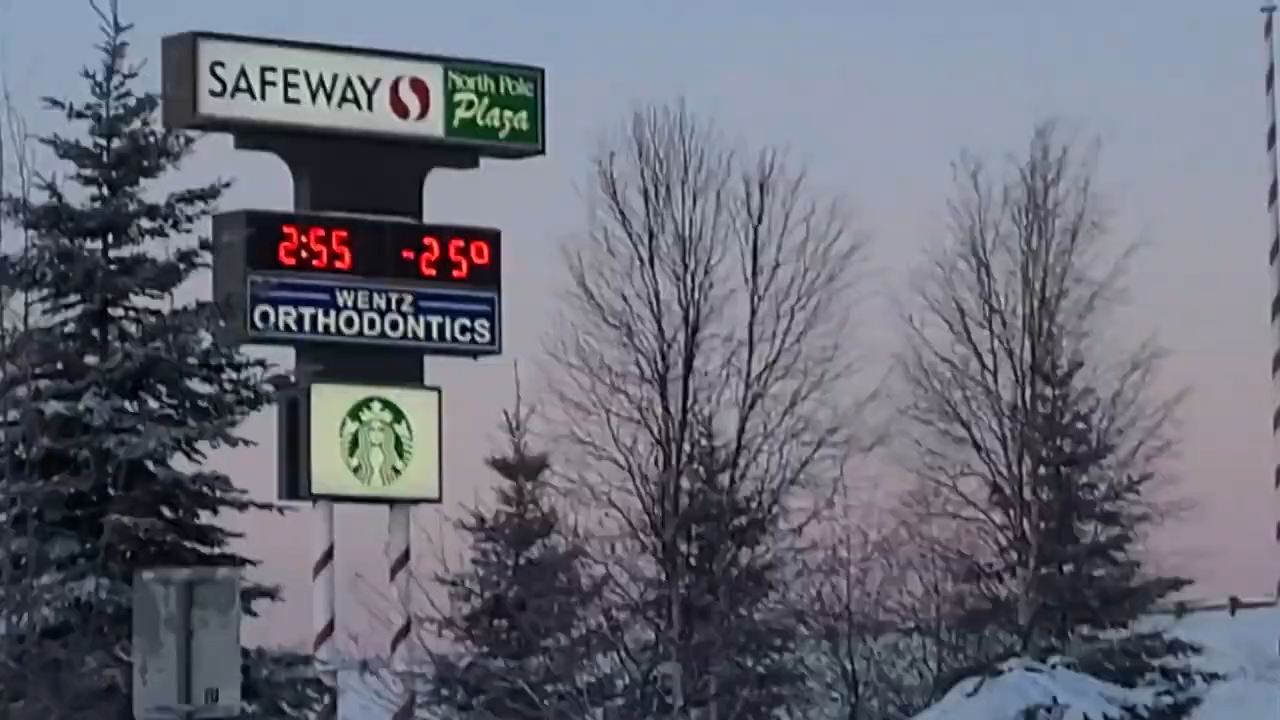 SAFEWAY
North Pole
Plaza
2:55 -25°
WENTZ
ORTHODONTICS